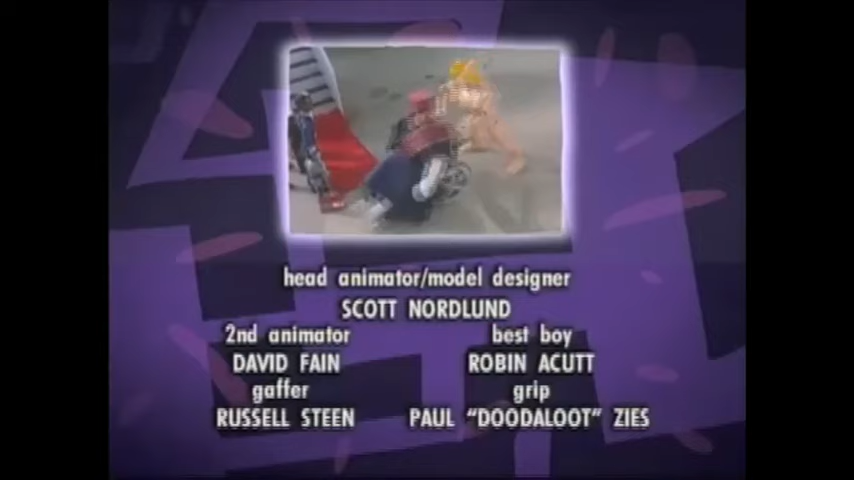 head animator/model designer
SCOTT NORDLUND
2nd animator best boy
DAVID FAIN ROBIN ACUTT
gaffer grip
RUSSELL STEEN PAUL "DOODALOOT" ZIES